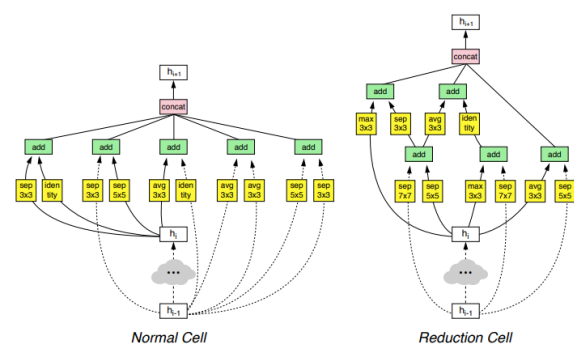 h_{i+1}
concat
add add add add add
sep 3x3 iden tity sep 3x3 sep 5x5 avg 3x3 iden tity avg 3x3 avg 3x3 sep 5x5 sep 3x3
h_i
...
h_{i-1}
Normal Cell
h_{i+1}
concat
add add
max 3x3 sep 3x3 avg 3x3 iden tity
add add add
sep 7x7 sep 5x5 max 3x3 sep 7x7 avg 3x3 sep 5x5
h_i
...
h_{i-1}
Reduction Cell